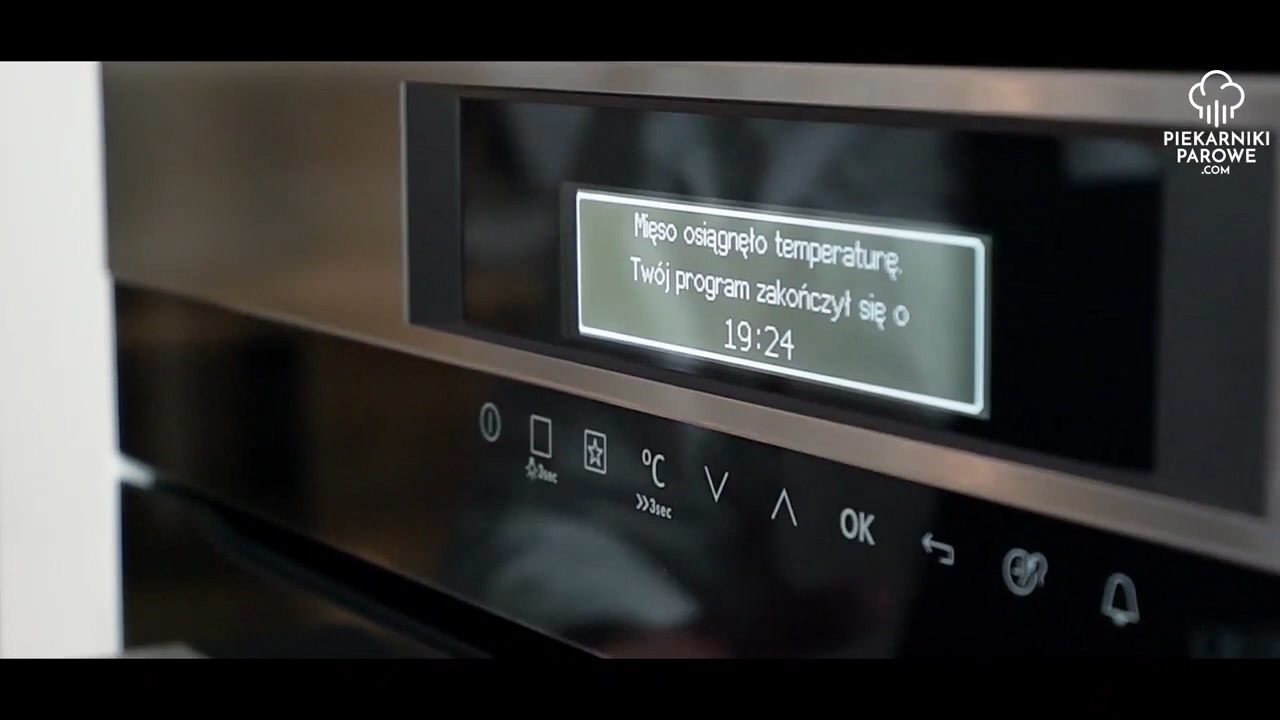 PIEKARNIKI
PAROWE
.COM
Mięso osiągnęło temperaturę.
Twój program zakończył się o
19:24
3sec
°C
»3sec
OK